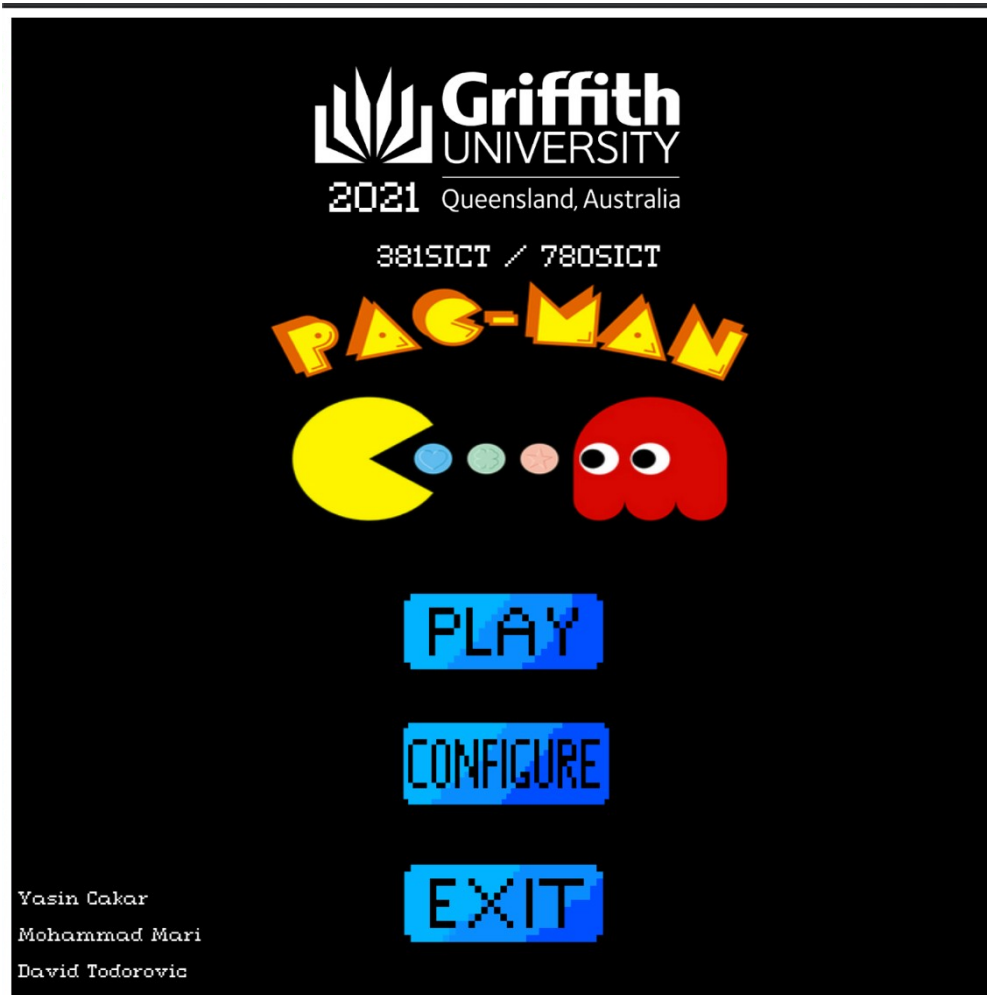 Griffith
UNIVERSITY
2021 Queensland, Australia
381SICT / 780SICT
PAC-MAN
PLAY
CONFIGURE
EXIT
Yasin Cakar
Mohammad Mari
David Todorovic